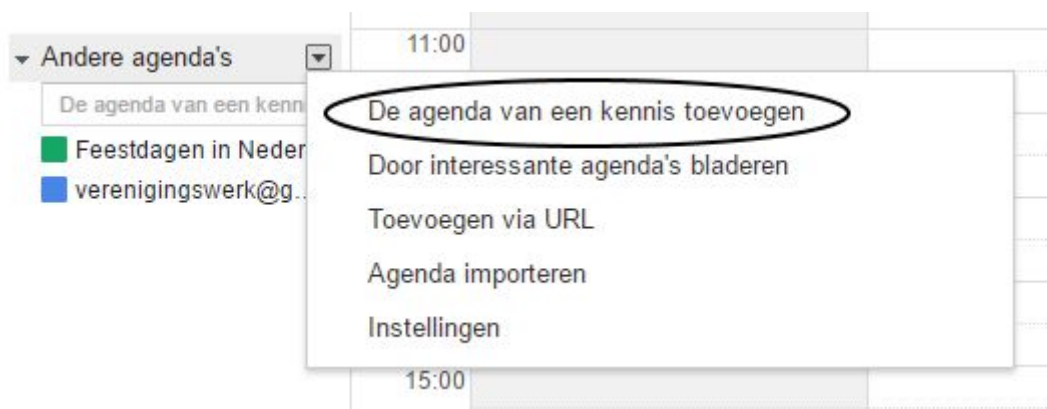 Andere agenda's
11:00
De agenda van een kenn
Feestdagen in Neder
verenigingswerk@g...
De agenda van een kennis toevoegen
Door interessante agenda's bladeren
Toevoegen via URL
Agenda importeren
Instellingen
15:00